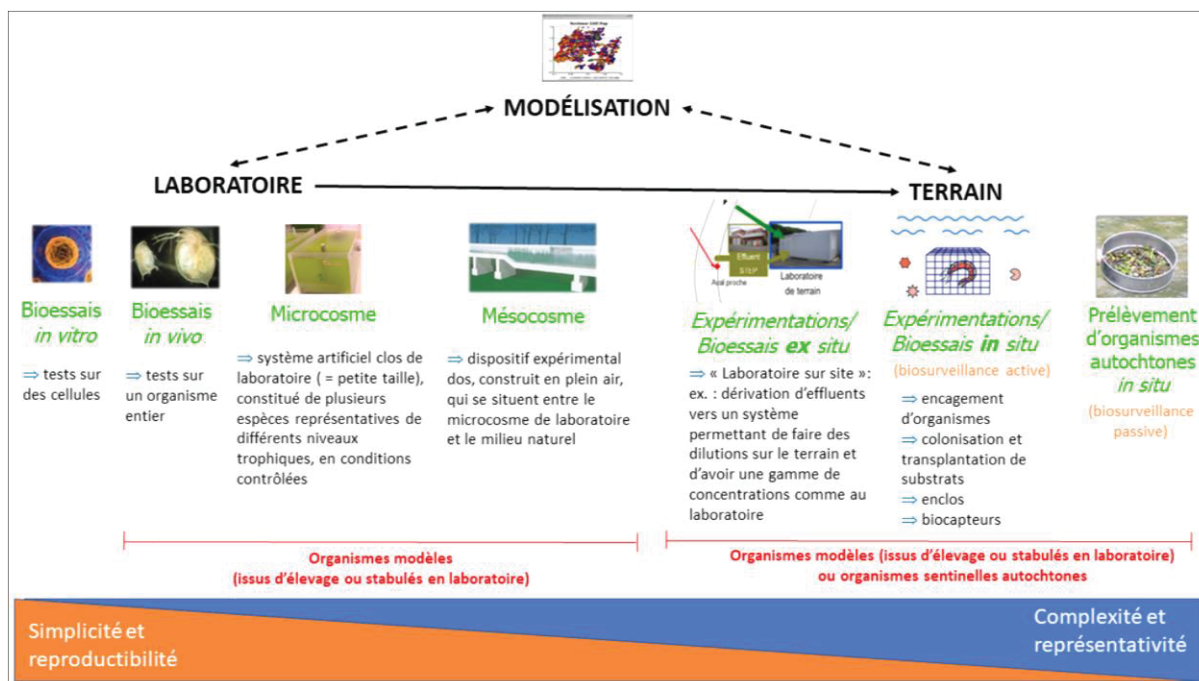 MODÉLISATION
LABORATOIRE
TERRAIN
Bioessais
in vitro
⇒ tests sur
des cellules
Bioessais
in vivo
⇒ tests sur
un organisme
entier
Microcosme
⇒ système artificiel clos de
laboratoire ( = petite taille),
constitué de plusieurs
espèces représentatives de
différents niveaux
trophiques, en conditions
contrôlées
Mésocosme
⇒ dispositif expérimental
clos, construit en plein air,
qui se situent entre le
microcosme de laboratoire
et le milieu naturel
Effluent
STEP
Aval proche
Laboratoire
de terrain
Expérimentations/
Bioessais ex situ
⇒ « Laboratoire sur site »:
ex. : dérivation d'effluents
vers un système
permettant de faire des
dilutions sur le terrain et
d'avoir une gamme de
concentrations comme au
laboratoire
Expérimentations/
Bioessais in situ
(biosurveillance active)
⇒ encagement
d'organismes
⇒ colonisation et
transplantation de
substrats
⇒ enclos
⇒ biocapteurs
Prélèvement
d'organismes
autochtones
in situ
(biosurveillance
passive)
Organismes modèles
(issus d'élevage ou stabulés en laboratoire)
Organismes modèles (issus d'élevage ou stabulés en laboratoire)
ou organismes sentinelles autochtones
Simplicité et
reproductibilité
Complexité et
représentativité